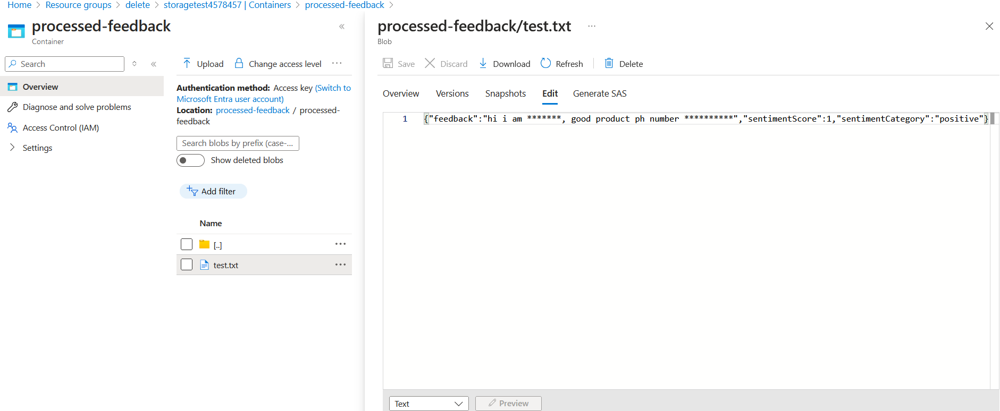 Home > Resource groups > delete > storagetest4578457 | Containers > processed-feedback >
processed-feedback
Container
Search
Overview
Diagnose and solve problems
Access Control (IAM)
Settings
Upload Change access level ...
Authentication method: Access key (Switch to
Microsoft Entra user account)
Location: processed-feedback / processed-
feedback
Search blobs by prefix (case-...
Show deleted blobs
Add filter
Name
[..] ...
test.txt ...
processed-feedback/test.txt ...
Blob
Save Discard Download Refresh Delete
Overview Versions Snapshots Edit Generate SAS
1 {"feedback":"hi i am *******, good product ph number **********","sentimentScore":1,"sentimentCategory":"positive"}
Text Preview